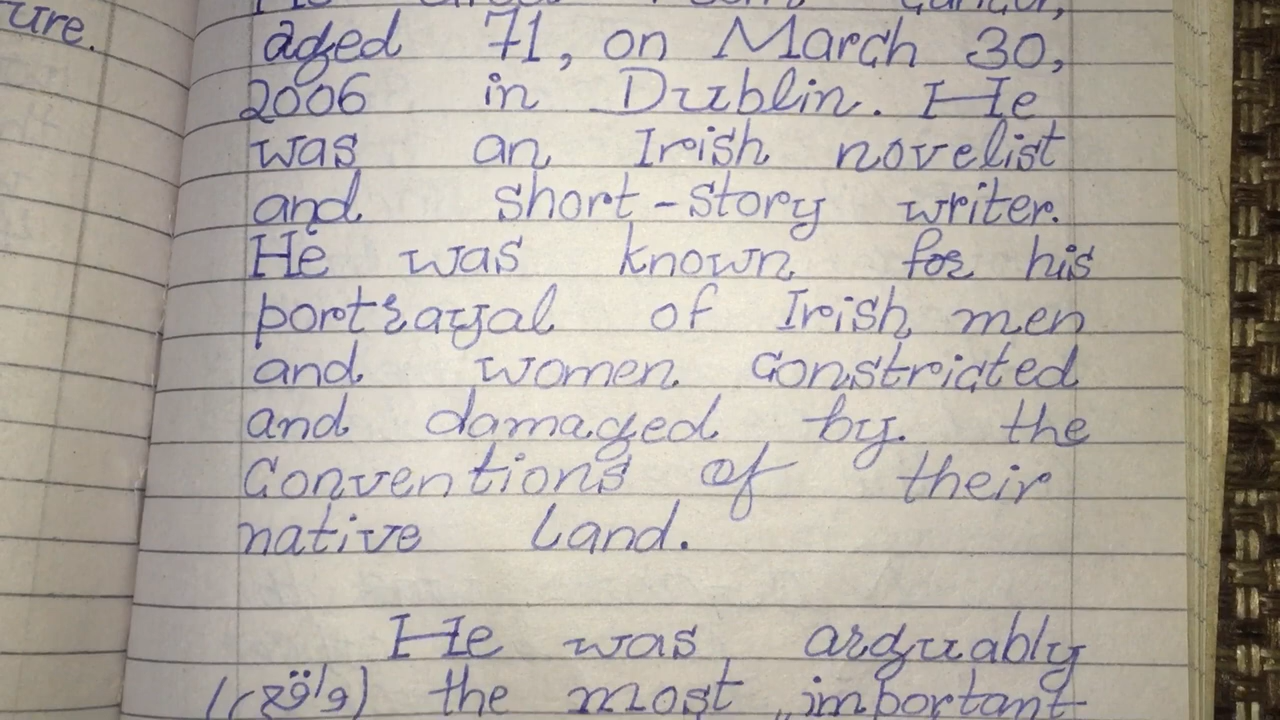 ure.
aged 71, on March 30,
2006 in Dublin. He
was an Irish novelist
and short-story writer.
He was known for his
portrayal of Irish men
and women Constricted
and damaged by the
Conventions of their
native Land.
He was arguably
the most important